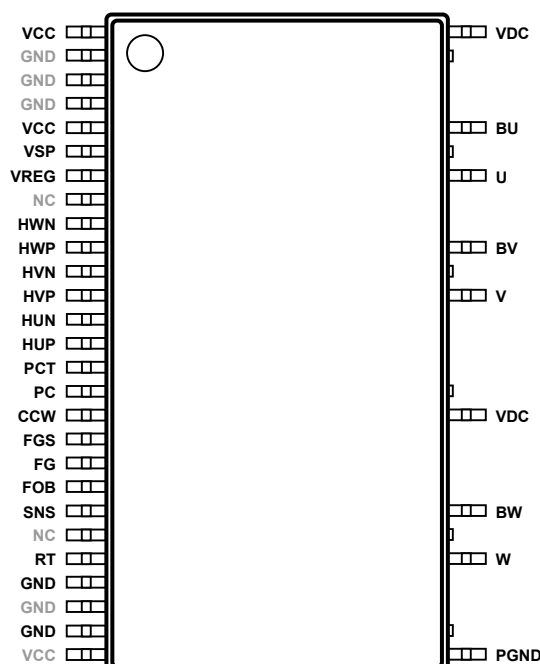 VCC
GND
GND
GND
VCC
VSP
VREG
NC
HWN
HWP
HVN
HVP
HUN
HUP
PCT
PC
CCW
FGS
FG
FOB
SNS
NC
RT
GND
GND
GND
VCC
VDC
BU
U
BV
V
VDC
BW
W
PGND